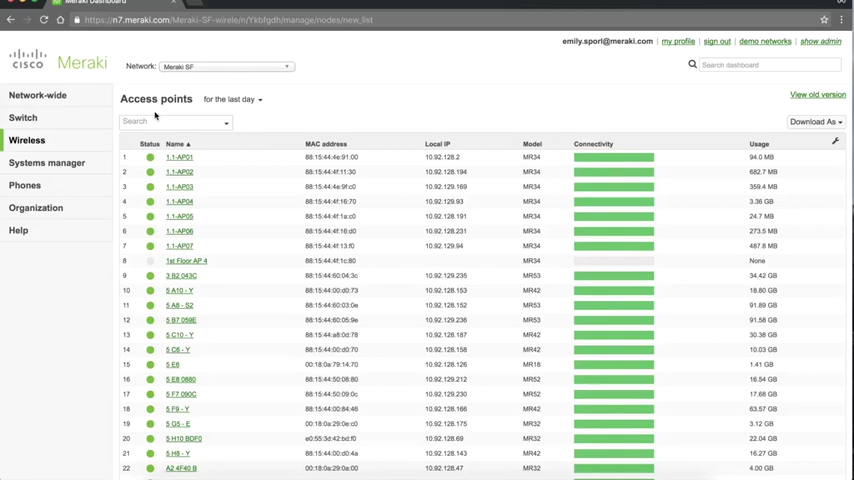 Meraki Dashboard
https://n7.meraki.com/Meraki-SF-wirele/n/Ykbfgdh/manage/nodes/new_list
emily.sporl@meraki.com my profile sign out demo networks show admin
CISCO Meraki
Network: Meraki SF
Search dashboard
Network-wide
Switch
Wireless
Systems manager
Phones
Organization
Help
Access points for the last day
View old version
Search
Download As
Status Name MAC address Local IP Model Connectivity Usage
1 1.1-AP01 88:15:44:4e:91:00 10.92.128.2 MR34 94.0 MB
2 1.1-AP02 88:15:44:4f:11:30 10.92.128.194 MR34 682.7 MB
3 1.1-AP03 88:15:44:4e:9f:c0 10.92.129.169 MR34 359.4 MB
4 1.1-AP04 88:15:44:4f:16:70 10.92.129.93 MR34 3.36 GB
5 1.1-AP05 88:15:44:4f:1a:c0 10.92.128.191 MR34 24.7 MB
6 1.1-AP06 88:15:44:4f:16:d0 10.92.128.231 MR34 273.5 MB
7 1.1-AP07 88:15:44:4f:13:f0 10.92.129.94 MR34 487.8 MB
8 1st Floor AP 4 88:15:44:4f:1c:80 MR34 None
9 3 B2 043C 88:15:44:60:04:3c 10.92.129.235 MR53 34.42 GB
10 5 A10 - Y 88:15:44:00:d0:73 10.92.128.153 MR42 18.80 GB
11 5 A8 - S2 88:15:44:60:03:0e 10.92.128.152 MR53 91.89 GB
12 5 B7 059E 88:15:44:60:05:9e 10.92.128.236 MR53 91.58 GB
13 5 C10 - Y 88:15:44:a8:0d:78 10.92.128.187 MR42 30.38 GB
14 5 C6 - Y 88:15:44:00:d0:70 10.92.128.158 MR42 10.03 GB
15 5 E6 00:18:0a:79:14:70 10.92.128.126 MR18 1.41 GB
16 5 E8 0880 88:15:44:50:08:80 10.92.129.212 MR52 16.54 GB
17 5 F7 090C 88:15:44:50:09:0c 10.92.129.230 MR52 17.68 GB
18 5 F9 - Y 88:15:44:00:84:46 10.92.128.166 MR42 63.57 GB
19 5 G5 - E 00:18:0a:29:0e:c0 10.92.128.175 MR32 3.12 GB
20 5 H10 BDF0 e0:55:3d:42:bd:f0 10.92.128.69 MR32 22.04 GB
21 5 H8 - Y 88:15:44:00:d0:4a 10.92.128.143 MR42 16.27 GB
22 A2 4F40 B 00:18:0a:29:0a:00 10.92.128.47 MR32 4.00 GB